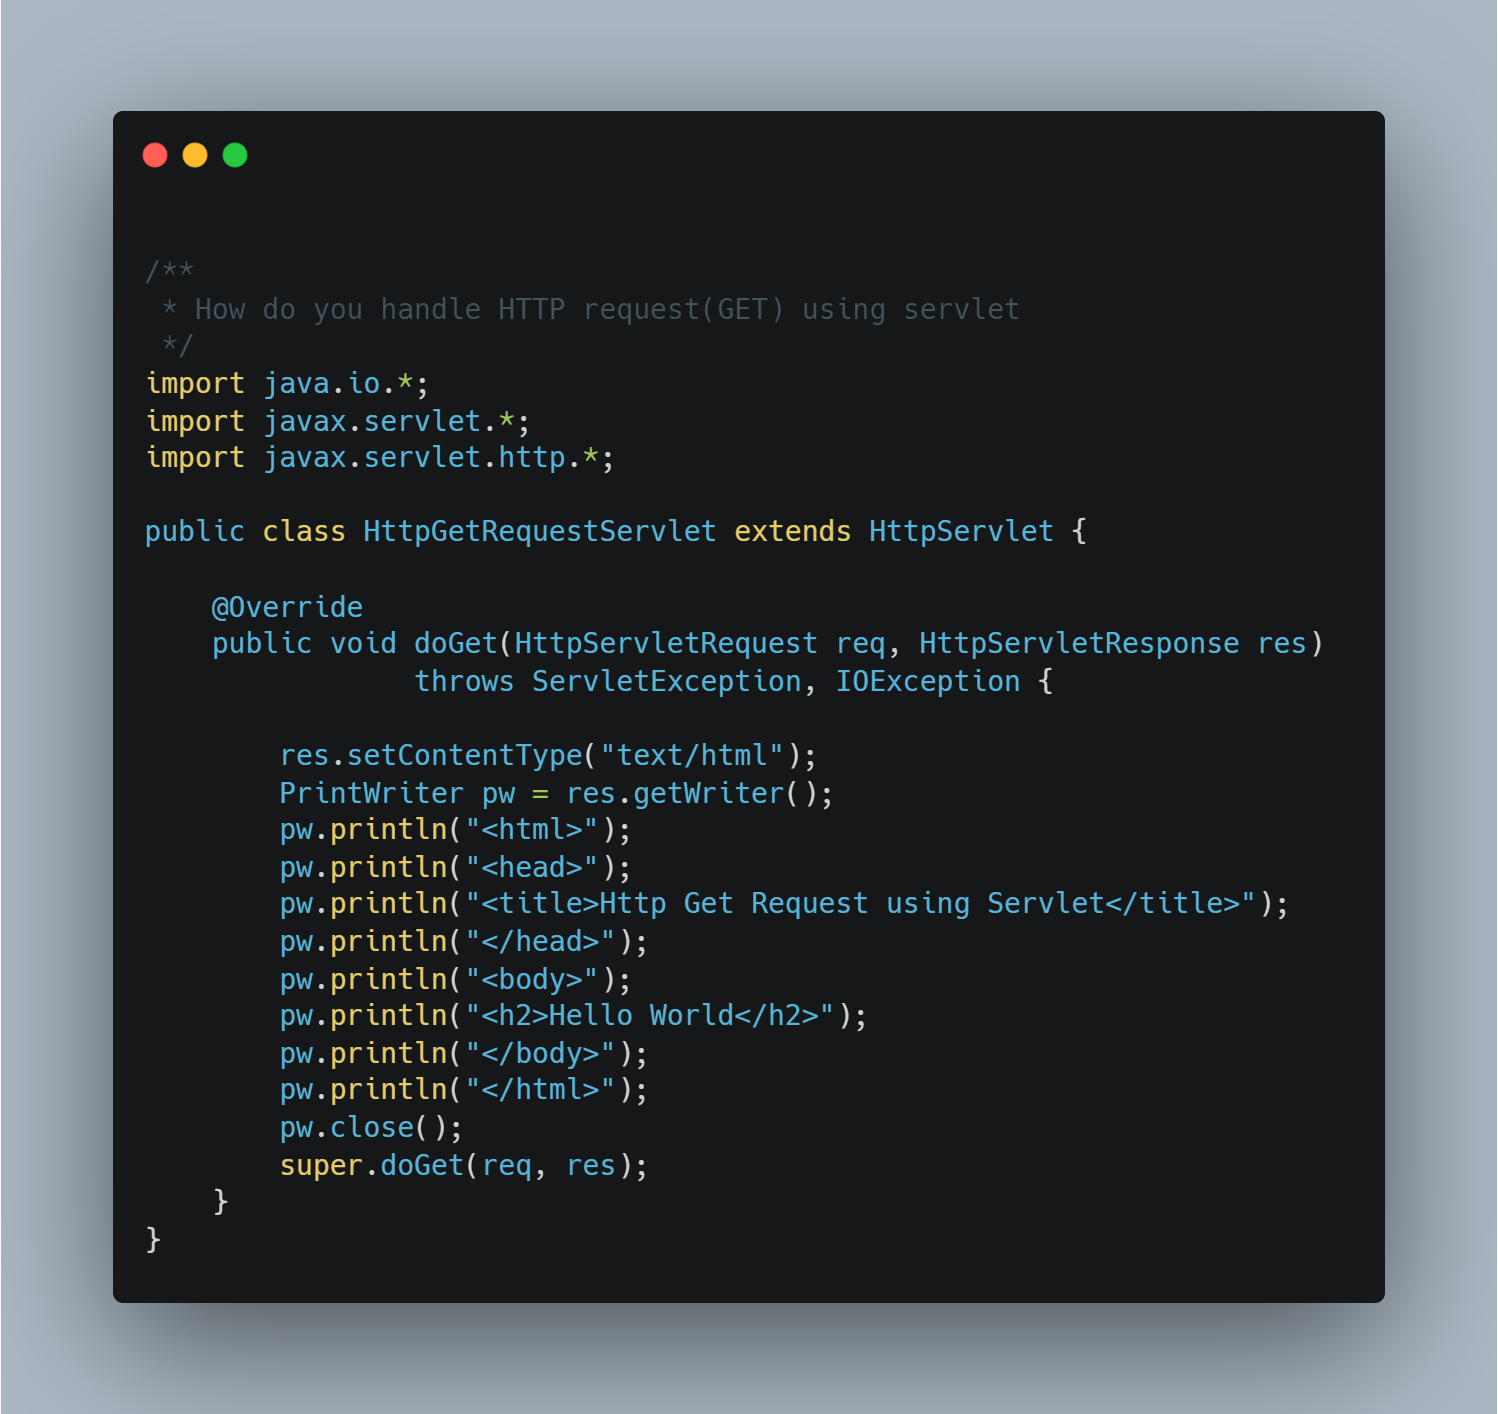 /**
 * How do you handle HTTP request(GET) using servlet
 */
import java.io.*;
import javax.servlet.*;
import javax.servlet.http.*;

public class HttpGetRequestServlet extends HttpServlet {

    @Override
    public void doGet(HttpServletRequest req, HttpServletResponse res)
                throws ServletException, IOException {

        res.setContentType("text/html");
        PrintWriter pw = res.getWriter();
        pw.println("<html>");
        pw.println("<head>");
        pw.println("<title>Http Get Request using Servlet</title>");
        pw.println("</head>");
        pw.println("<body>");
        pw.println("<h2>Hello World</h2>");
        pw.println("</body>");
        pw.println("</html>");
        pw.close();
        super.doGet(req, res);
    }
}